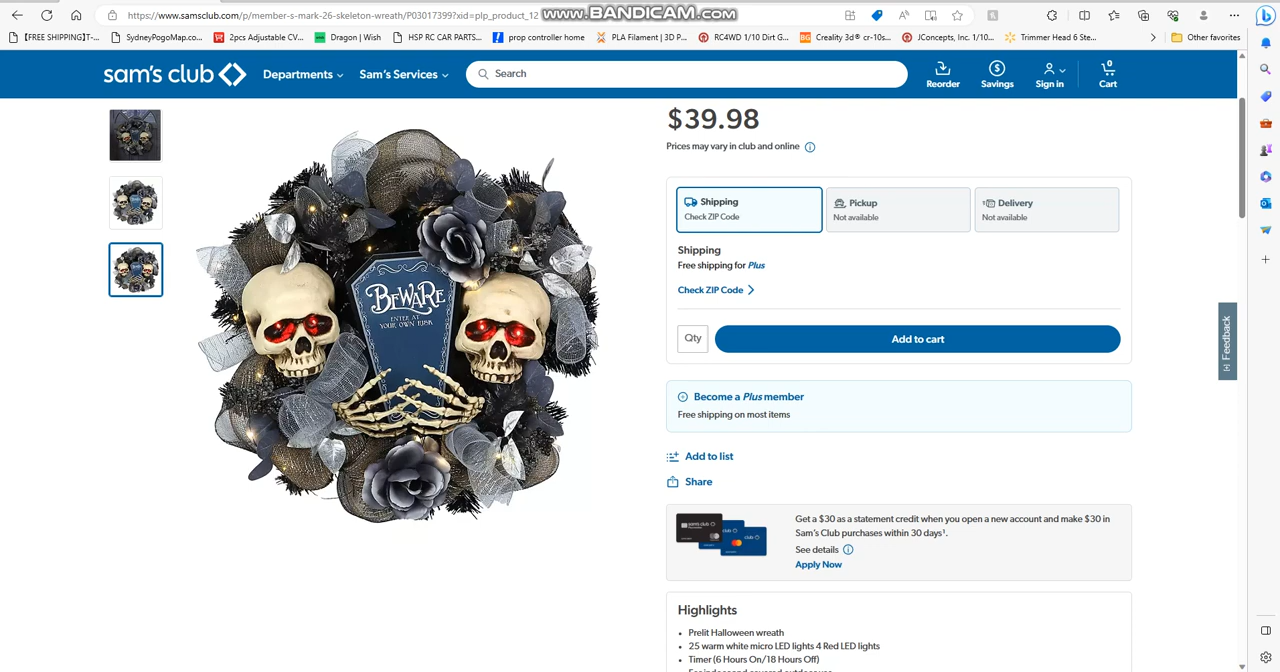 https://www.samsclub.com/p/member-s-mark-26-skeleton-wreath/P03017399?xid=plp_product_12
www.BANDICAM.com
【FREE SHIPPING】T-... SydneyPogoMap.co... 2pcs Adjustable CV... Dragon | Wish HSP RC CAR PARTS... prop controller home PLA Filament | 3D P... RC4WD 1/10 Dirt G... Creality 3d® cr-10s... JConcepts, Inc. 1/10... Trimmer Head 6 Ste... Other favorites
sam's club Departments Sam's Services Search Reorder Savings Sign in 0 Cart
$39.98
Prices may vary in club and online
Shipping
Check ZIP Code
Pickup
Not available
Delivery
Not available
Shipping
Free shipping for Plus
Check ZIP Code
Qty Add to cart
Become a Plus member
Free shipping on most items
Add to list
Share
Get a $30 as a statement credit when you open a new account and make $30 in
Sam's Club purchases within 30 days¹.
See details
Apply Now
Highlights
Prelit Halloween wreath
25 warm white micro LED lights 4 Red LED lights
Timer (6 Hours On/18 Hours Off)
BEWARE
ENTER AT
YOUR OWN RISK
[+] Feedback